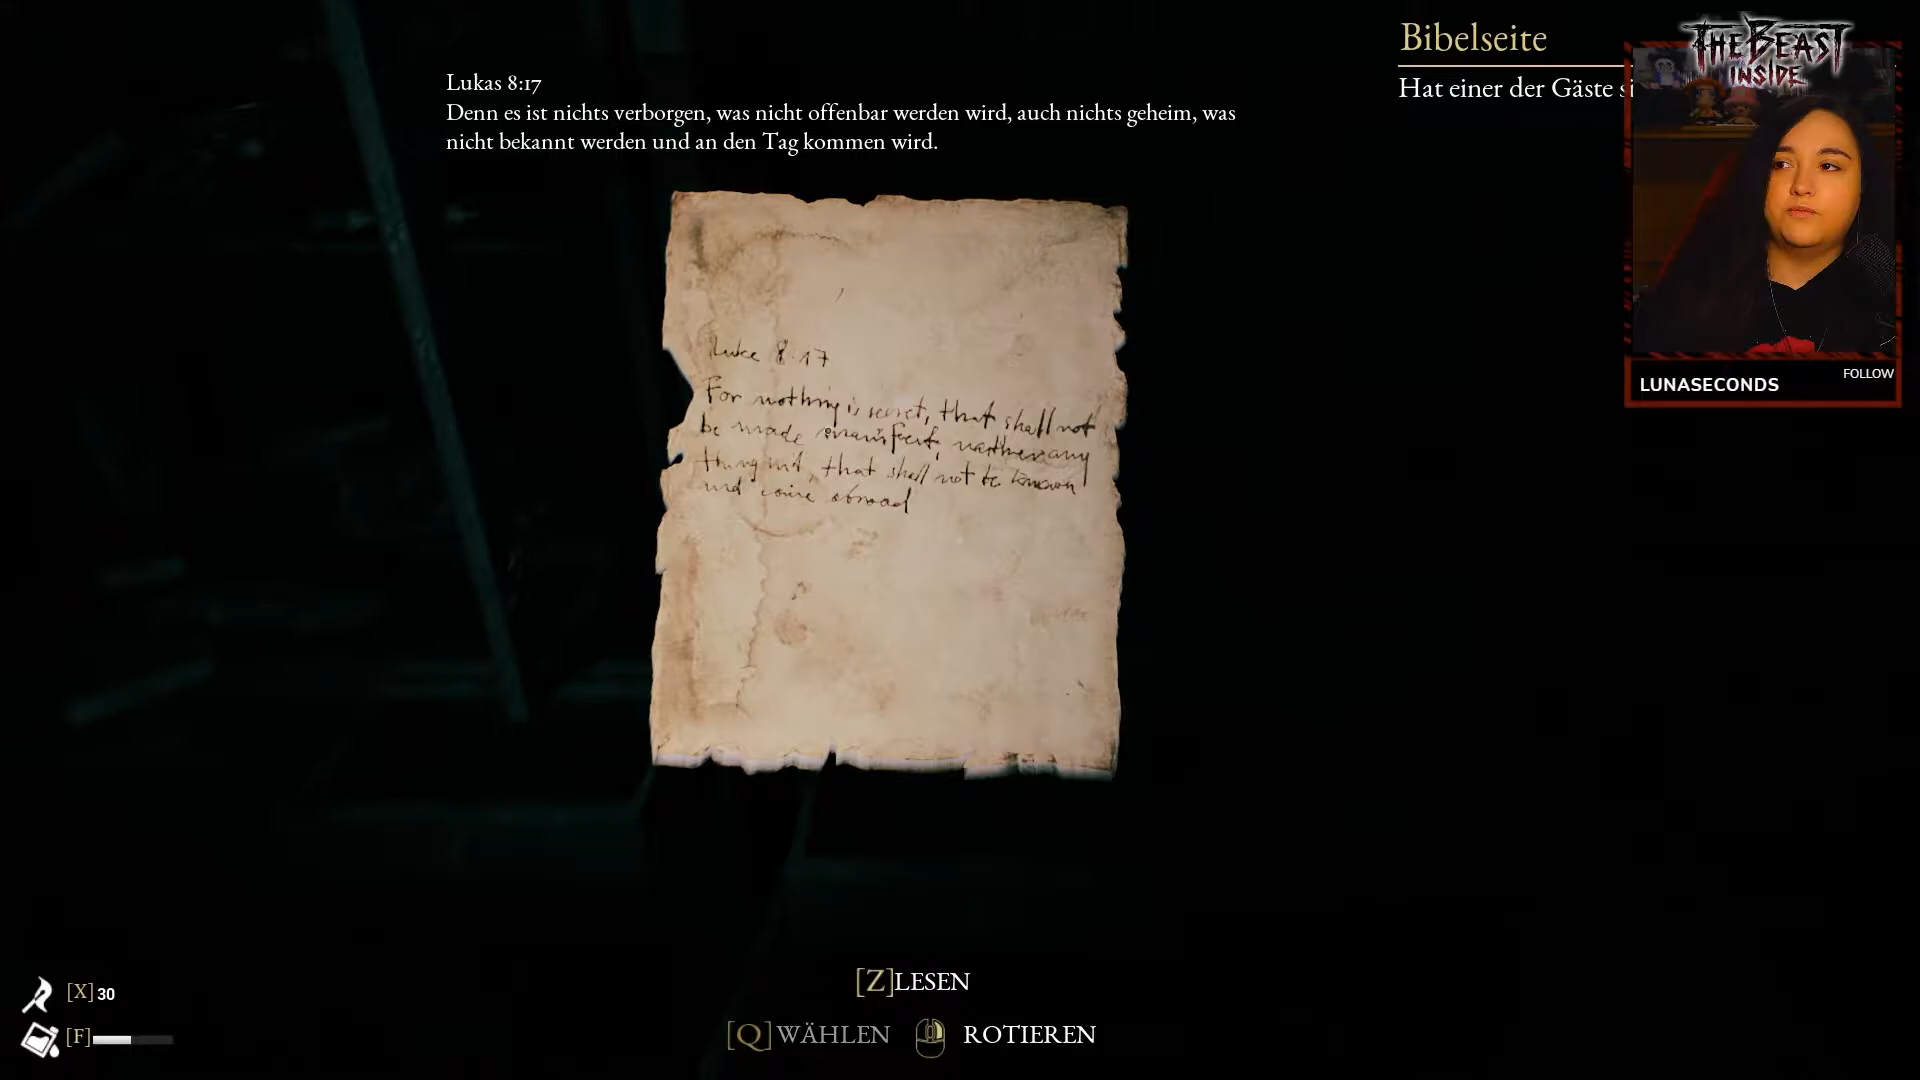 Lukas 8:17
Denn es ist nichts verborgen, was nicht offenbar werden wird, auch nichts geheim, was
nicht bekannt werden und an den Tag kommen wird.
Bibelseite
Hat einer der Gäste si
THE BEAST
INSIDE
LUNASECONDS
FOLLOW
Luke 8:17
For nothing is secret, that shall not
be made manifest, neither any
thing hid, that shall not be known
and come abroad
[X] 30
[F]
[Z] LESEN
[Q] WÄHLEN ROTIEREN